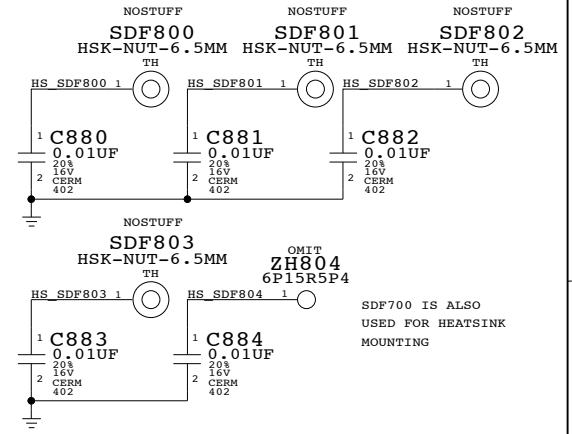 NOSTUFF NOSTUFF NOSTUFF
SDF800 SDF801 SDF802
HSK-NUT-6.5MM HSK-NUT-6.5MM HSK-NUT-6.5MM
TH TH TH
HS_SDF800 1 HS_SDF801 1 HS_SDF802 1
1 C880 1 C881 1 C882
0.01UF 0.01UF 0.01UF
20% 20% 20%
16V 16V 16V
2 CERM 2 CERM 2 CERM
402 402 402
NOSTUFF
SDF803
HSK-NUT-6.5MM
TH
OMIT
ZH804
6P15R5P4
HS_SDF803 1 HS_SDF804 1
SDF700 IS ALSO
USED FOR HEATSINK
MOUNTING
1 C883 1 C884
0.01UF 0.01UF
20% 20%
16V 16V
2 CERM 2 CERM
402 402